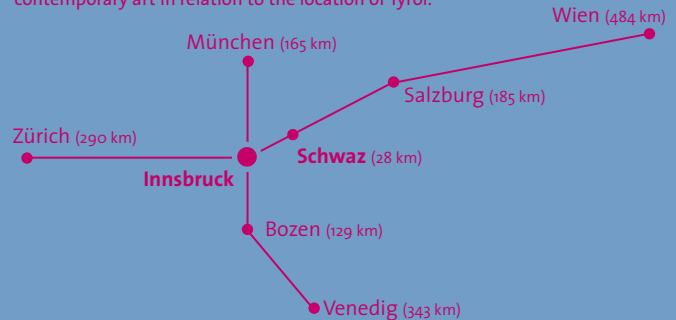 contemporary art in relation to the location of Tyrol.
Wien (484 km)
München (165 km)
Salzburg (185 km)
Zürich (290 km)
Schwaz (28 km)
Innsbruck
Bozen (129 km)
Venedig (343 km)